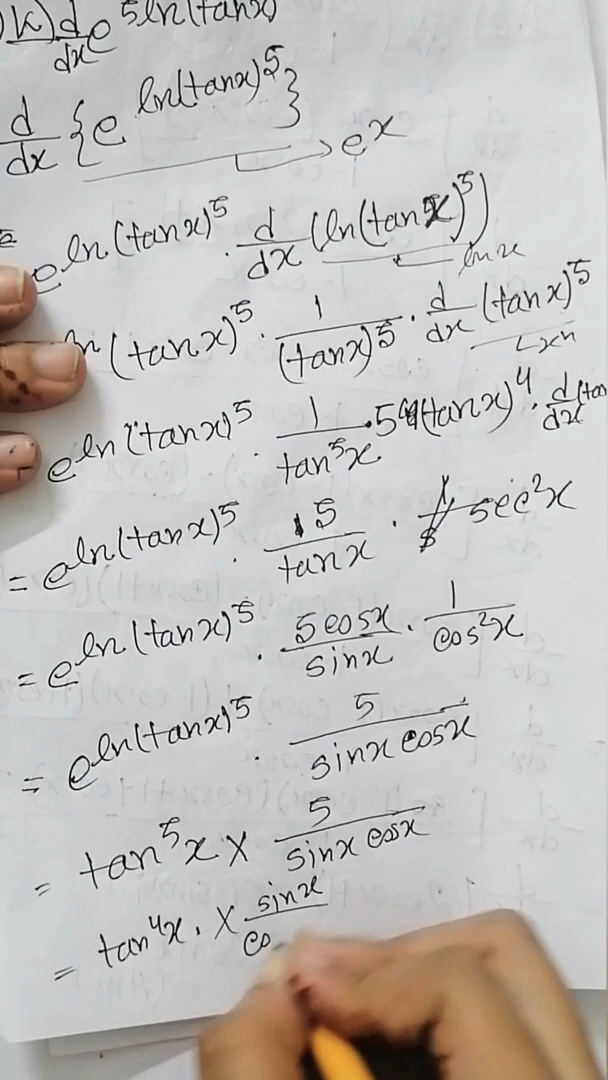 k) d/dx e^5ln(tanx)
d/dx {e^ln(tanx)^5} → e^x
e^ln(tanx)^5 . d/dx (ln(tanx)^5) lnx
ln(tanx)^5 . 1/(tanx)^5 . d/dx (tanx)^5 x^n
e^ln(tanx)^5 . 1/tan^5x . 5(tanx)^4 . d/dx (tan
= e^ln(tanx)^5 . 5/tanx . sec^2x
= e^ln(tanx)^5 . 5cosx/sinx . 1/cos^2x
= e^ln(tanx)^5 . 5/sinx cosx
= tan^5x × 5/sinx cosx
= tan^4x . × sinx/co